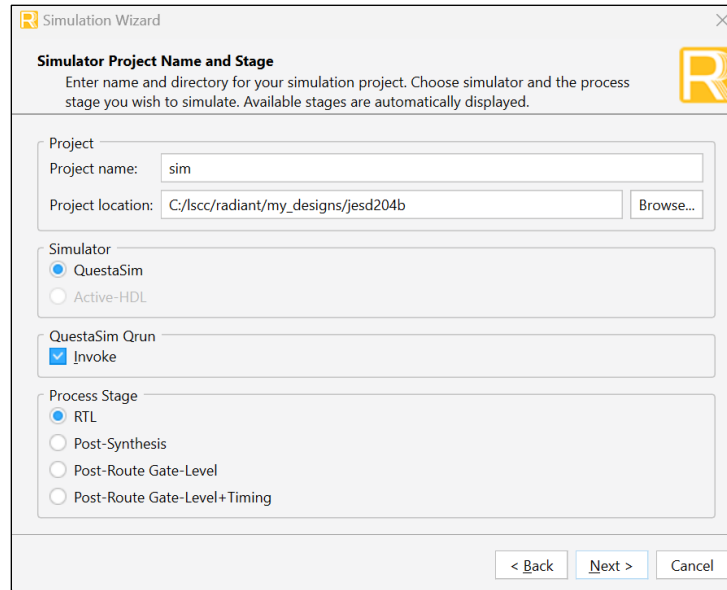 Simulation Wizard
Simulator Project Name and Stage
Enter name and directory for your simulation project. Choose simulator and the process
stage you wish to simulate. Available stages are automatically displayed.
Project
Project name: sim
Project location: C:/lscc/radiant/my_designs/jesd204b Browse...
Simulator
QuestaSim
Active-HDL
QuestaSim Qrun
Invoke
Process Stage
RTL
Post-Synthesis
Post-Route Gate-Level
Post-Route Gate-Level+Timing
< Back Next > Cancel